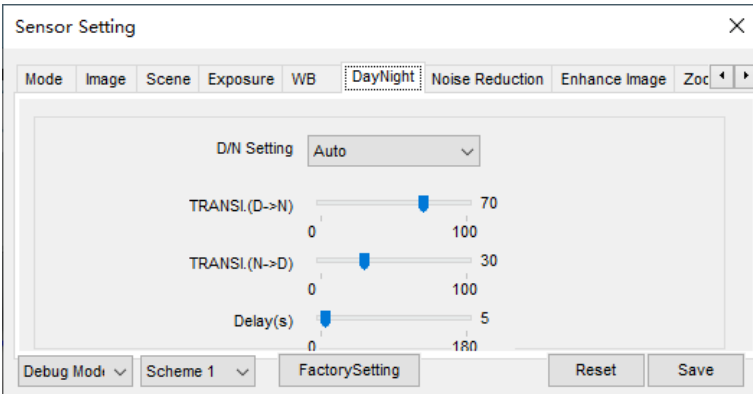 Sensor Setting
Mode Image Scene Exposure WB DayNight Noise Reduction Enhance Image
D/N Setting Auto
TRANSI.(D->N) 70
0 100
TRANSI.(N->D) 30
0 100
Delay(s) 5
0 180
Debug Scheme 1 FactorySetting Reset Save